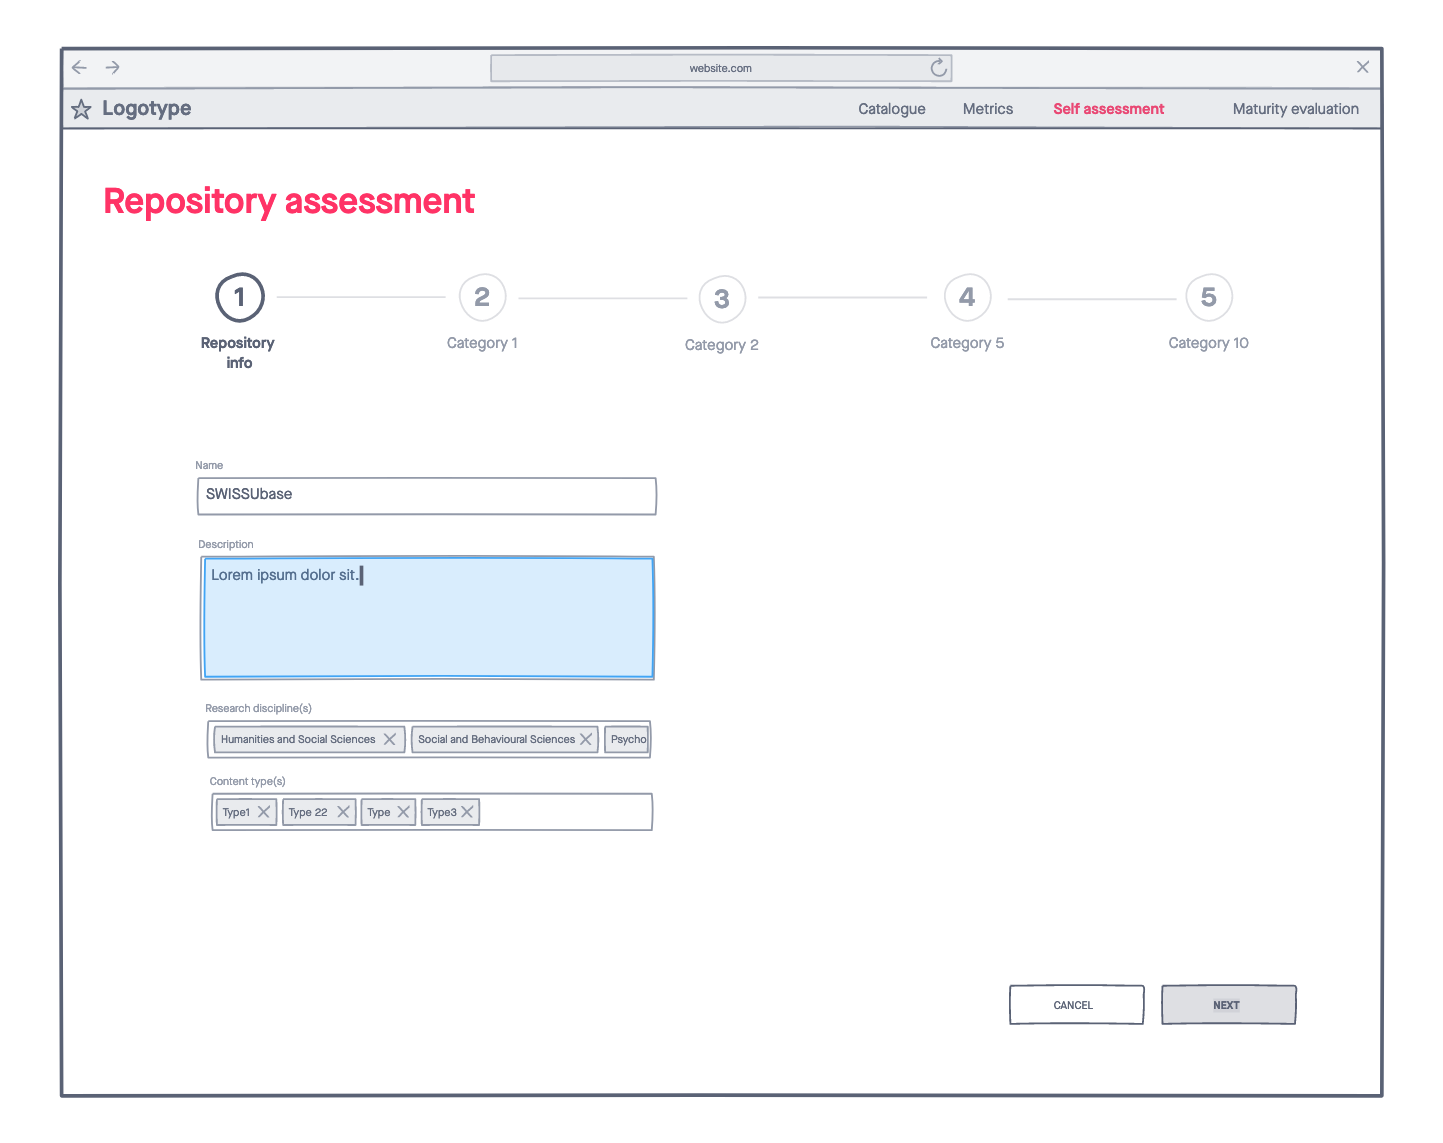 website.com
Logotype
Catalogue
Metrics
Self assessment
Maturity evaluation
Repository assessment
1
2
3
4
5
Repository
info
Category 1
Category 2
Category 5
Category 10
Name
SWISSUbase
Description
Lorem ipsum dolor sit.
Research discipline(s)
Humanities and Social Sciences
Social and Behavioural Sciences
Psycho
Content type(s)
Type1
Type 22
Type
Type3
CANCEL
NEXT